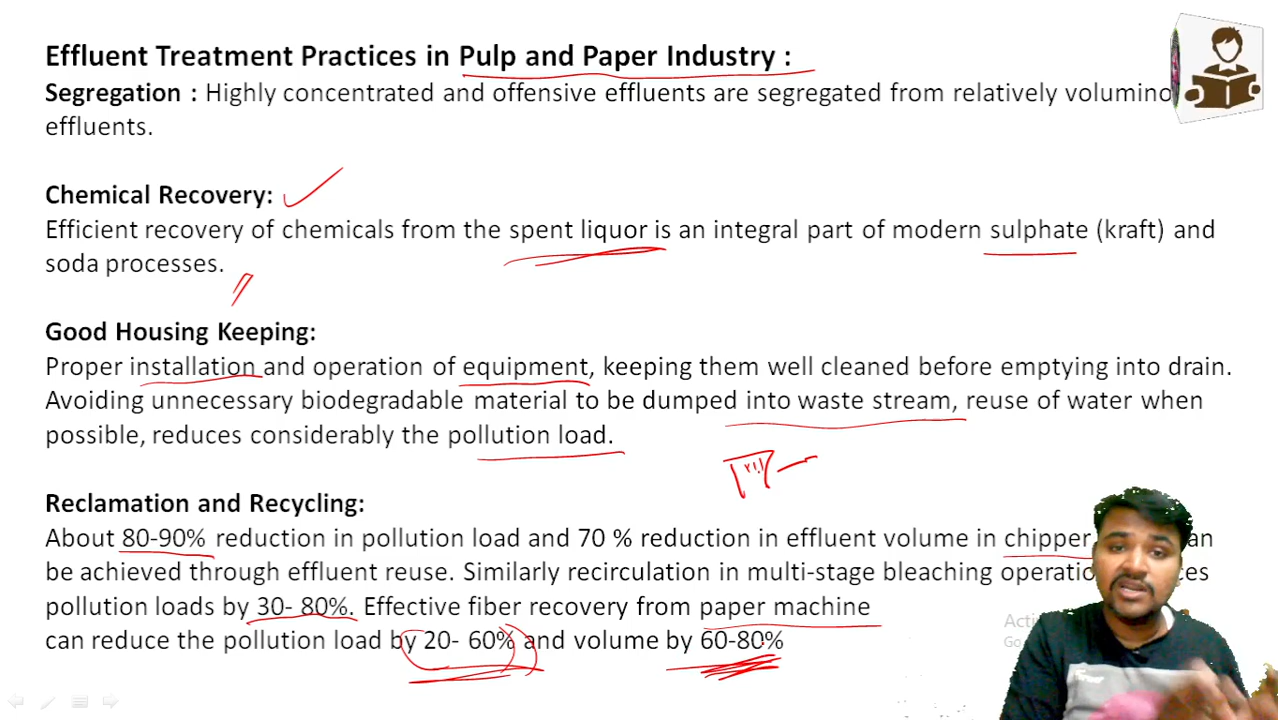 Effluent Treatment Practices in Pulp and Paper Industry :
Segregation : Highly concentrated and offensive effluents are segregated from relatively
effluents.
Chemical Recovery:
Efficient recovery of chemicals from the spent liquor is an integral part of modern sulphate (kraft) and
soda processes.
Good Housing Keeping:
Proper installation and operation of equipment, keeping them well cleaned before emptying into drain.
Avoiding unnecessary biodegradable material to be dumped into waste stream, reuse of water when
possible, reduces considerably the pollution load.
Reclamation and Recycling:
About 80-90% reduction in pollution load and 70 % reduction in effluent volume in chipper
be achieved through effluent reuse. Similarly recirculation in multi-stage bleaching
pollution loads by 30- 80%. Effective fiber recovery from paper machine
can reduce the pollution load by 20- 60% and volume by 60-80%